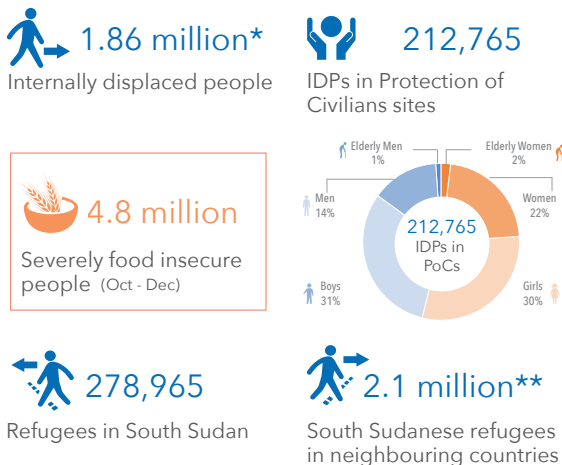 1.86 million*
Internally displaced people
212,765
IDPs in Protection of
Civilians sites
4.8 million
Severely food insecure
people (Oct - Dec)
Elderly Men
1%
Elderly Women
2%
Men
14%
Women
22%
212,765
IDPs in
PoCs
Boys
31%
Girls
30%
278,965
Refugees in South Sudan
2.1 million**
South Sudanese refugees
in neighbouring countries